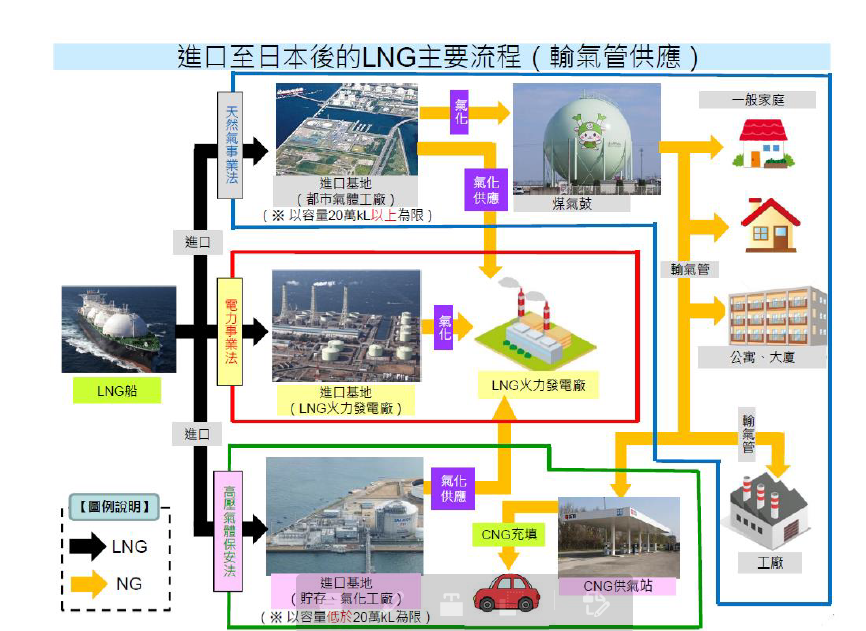 進口至日本後的LNG主要流程（輸氣管供應）
天然氣事業法
氣化
一般家庭
進口基地
（都市氣體工廠）
（※ 以容量20萬kL以上為限）
氣化
供應
煤氣鼓
進口
輸氣管
電力事業法
氣化
LNG船
進口基地
（LNG火力發電廠）
LNG火力發電廠
公寓、大廈
進口
輸氣管
高壓氣體保安法
氣化
供應
【圖例說明】
LNG
NG
CNG充填
工廠
進口基地
（貯存、氣化工廠）
（※ 以容量低於20萬kL為限）
CNG供氣站